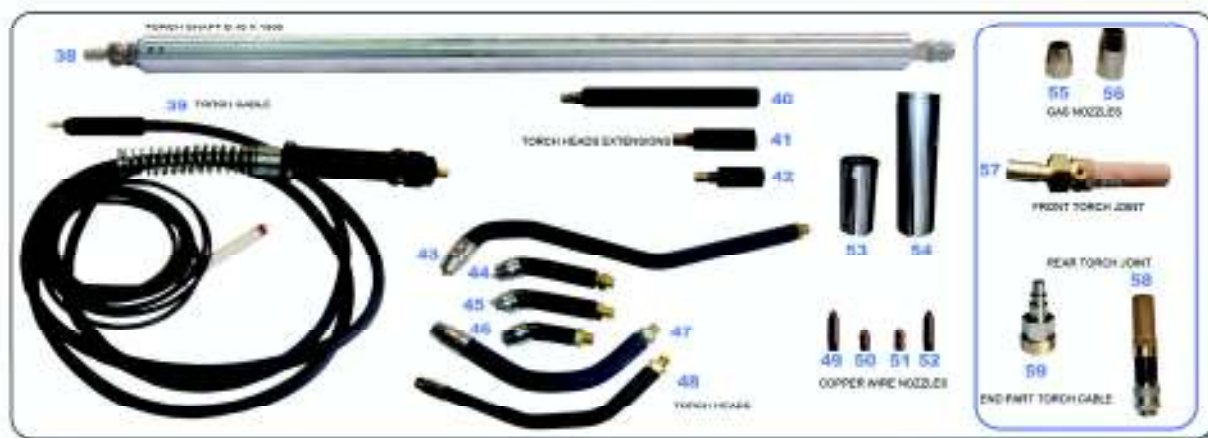 TORCH SHAFT
38
39 TORCH CABLE
40
TORCH HEADS EXTENSIONS 41
42
43
44
45
46
47
48
TORCH HEADS
53 54
49 50 51 52
COPPER WIRE NOZZLES
55 56
GAS NOZZLES
57
FRONT TORCH JOINT
REAR TORCH JOINT
58
59
END PART TORCH CABLE